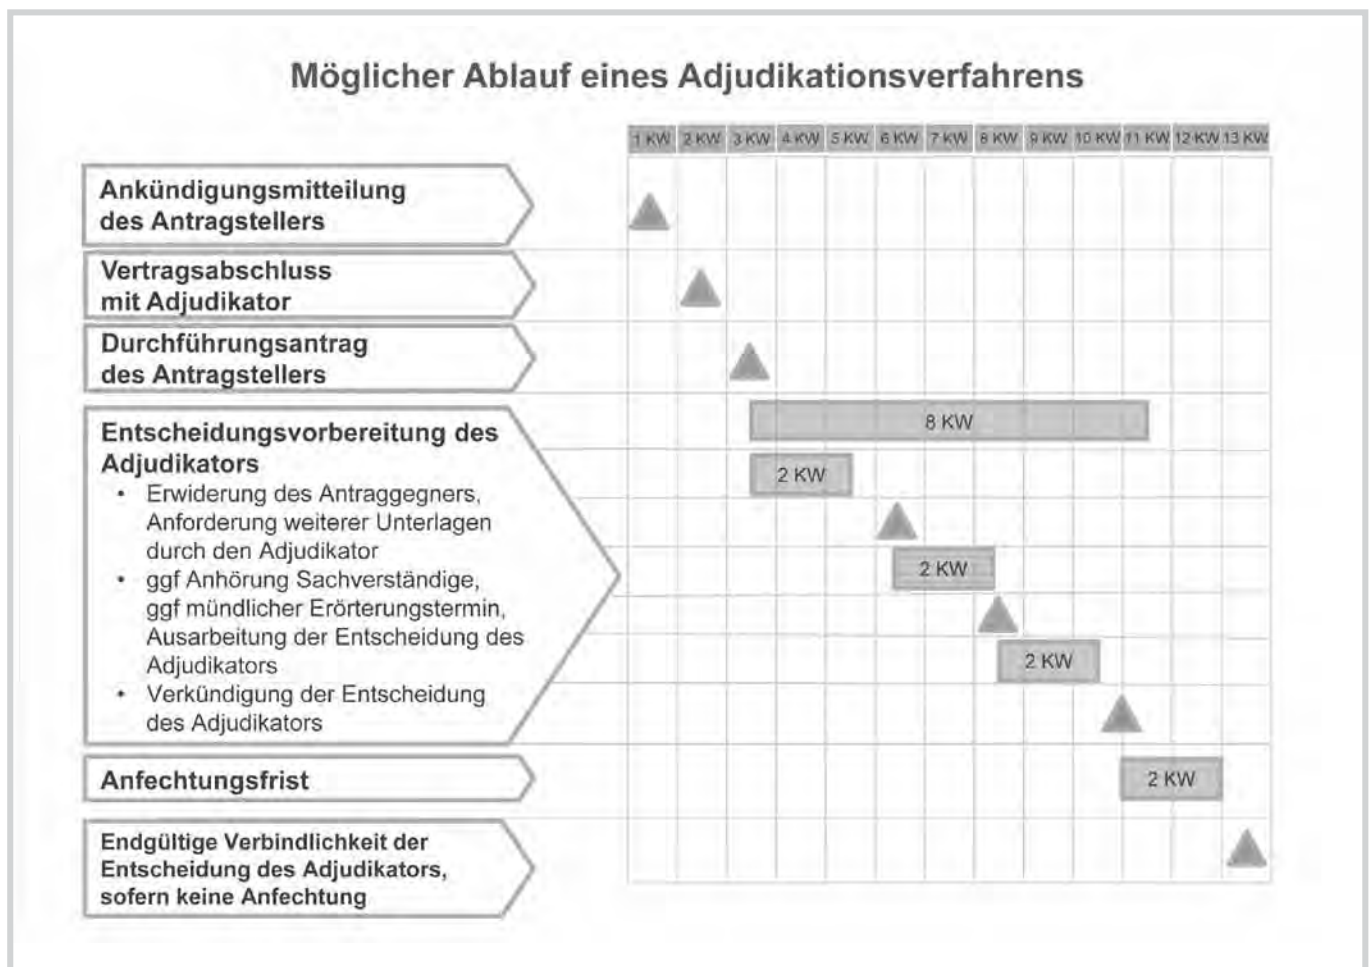 Möglicher Ablauf eines Adjudikationsverfahrens
1 KW 2 KW 3 KW 4 KW 5 KW 6 KW 7 KW 8 KW 9 KW 10 KW 11 KW 12 KW 13 KW
Ankündigungsmitteilung
des Antragstellers
Vertragsabschluss
mit Adjudikator
Durchführungsantrag
des Antragstellers
8 KW
Entscheidungsvorbereitung des
Adjudikators
2 KW
• Erwiderung des Antraggegners,
Anforderung weiterer Unterlagen
durch den Adjudikator
2 KW
• ggf Anhörung Sachverständige,
ggf mündlicher Erörterungstermin,
Ausarbeitung der Entscheidung des
Adjudikators
2 KW
• Verkündigung der Entscheidung
des Adjudikators
Anfechtungsfrist
2 KW
Endgültige Verbindlichkeit der
Entscheidung des Adjudikators,
sofern keine Anfechtung